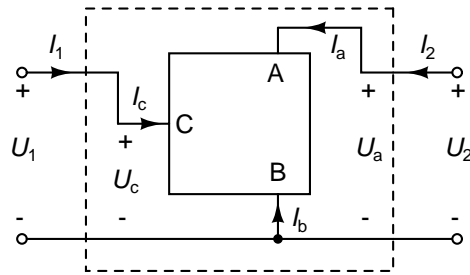 I1 Ia I2
+ Ic A + +
+ C
U1 Uc B Ua U2
- - Ib - -